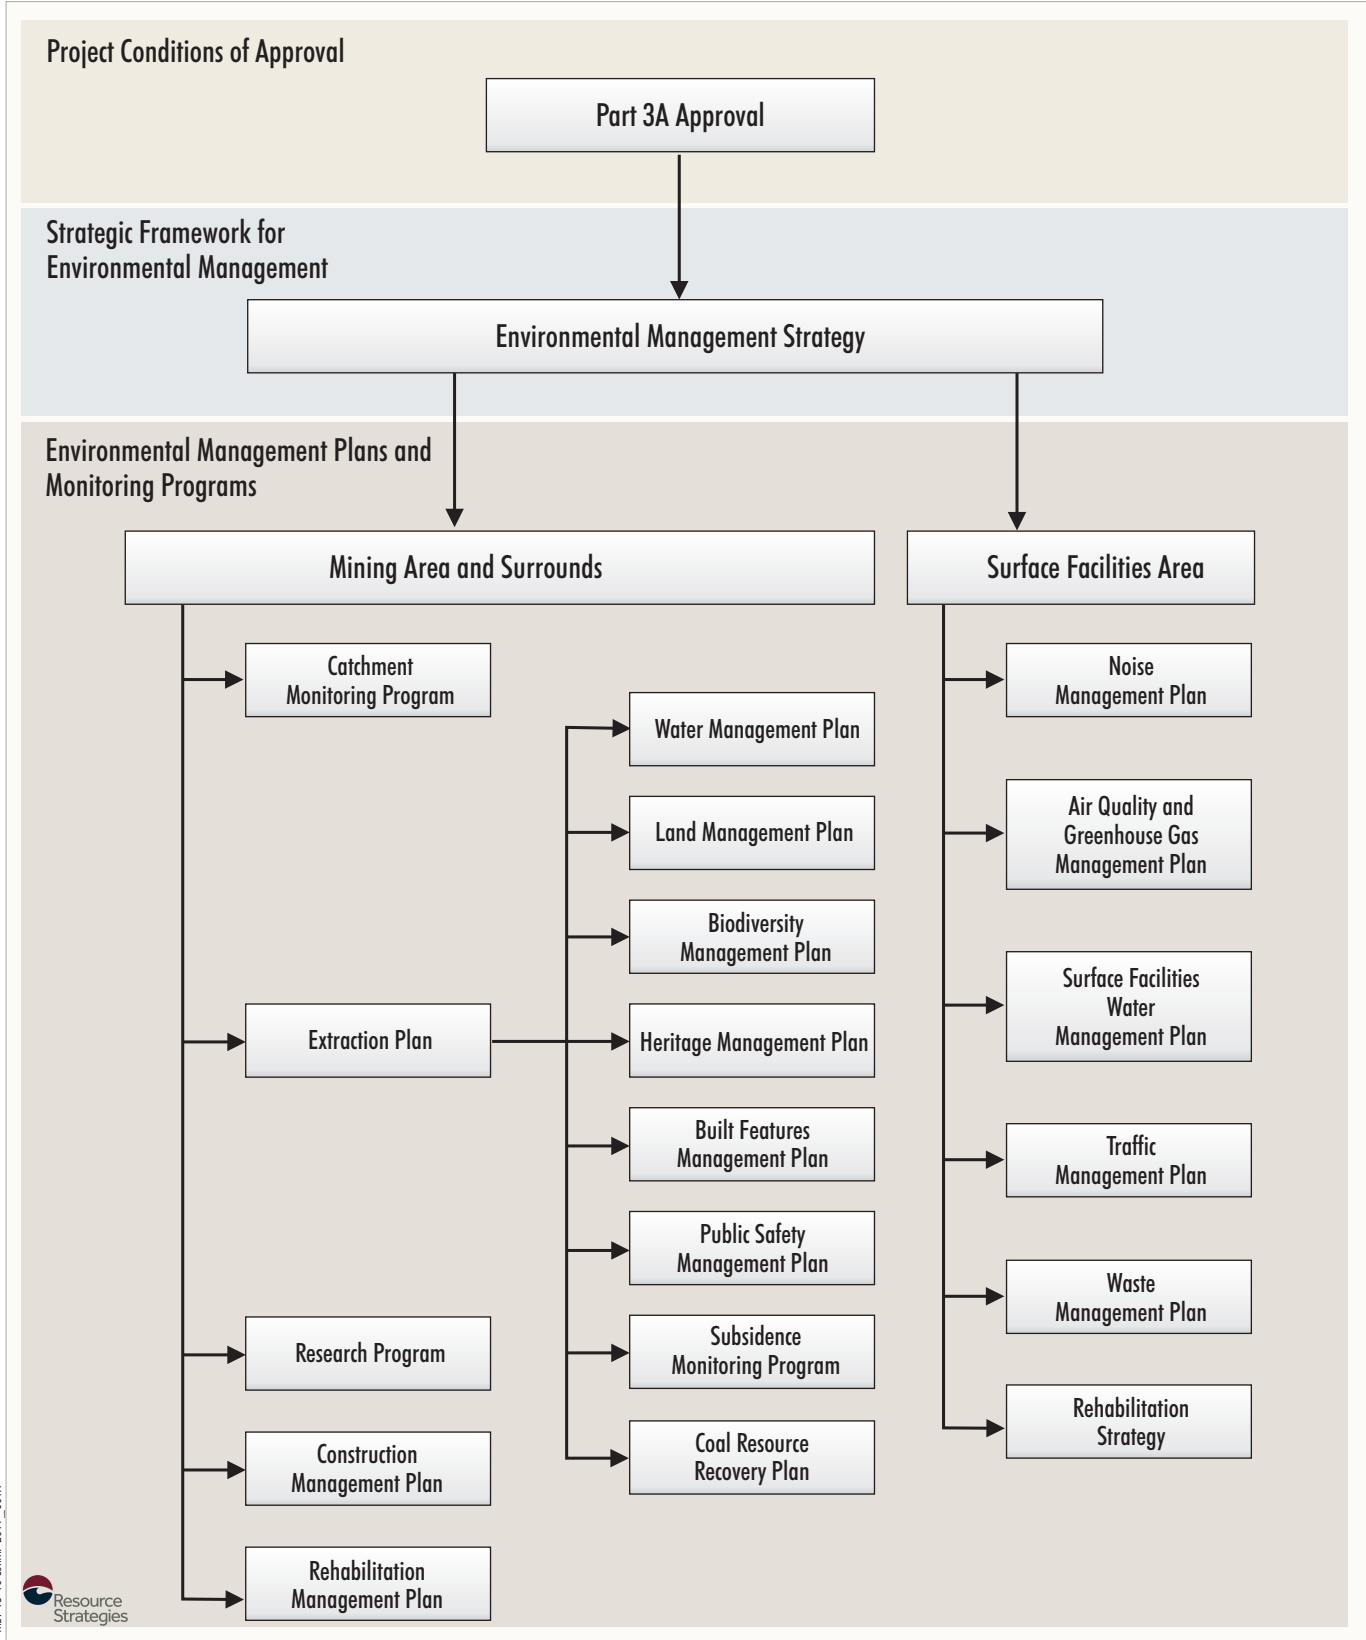 Project Conditions of Approval
Part 3A Approval
Strategic Framework for
Environmental Management
Environmental Management Strategy
Environmental Management Plans and
Monitoring Programs
Mining Area and Surrounds
Surface Facilities Area
Catchment
Monitoring Program
Extraction Plan
Research Program
Construction
Management Plan
Rehabilitation
Management Plan
Water Management Plan
Land Management Plan
Biodiversity
Management Plan
Heritage Management Plan
Built Features
Management Plan
Public Safety
Management Plan
Subsidence
Monitoring Program
Coal Resource
Recovery Plan
Noise
Management Plan
Air Quality and
Greenhouse Gas
Management Plan
Surface Facilities
Water
Management Plan
Traffic
Management Plan
Waste
Management Plan
Rehabilitation
Strategy
Resource
Strategies